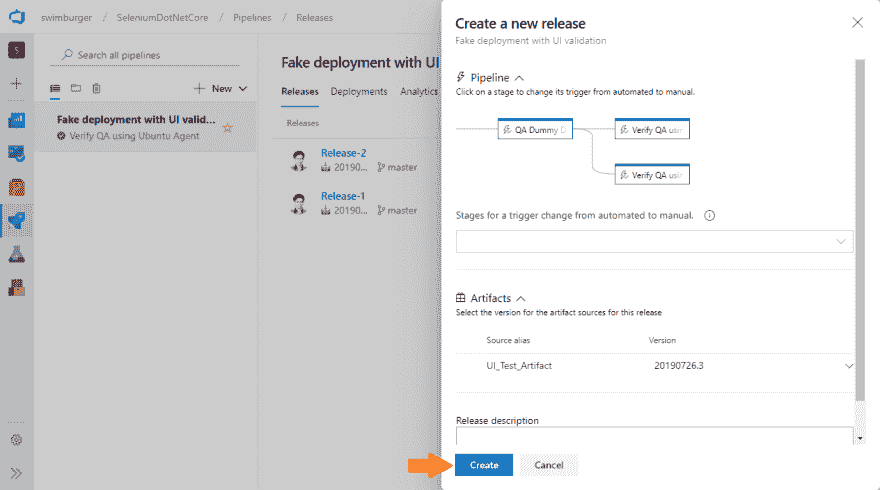 swimburger / SeleniumDotNetCore / Pipelines / Releases
S
Search all pipelines
New
Fake deployment with UI valid...
Verify QA using Ubuntu Agent
Fake deployment with UI
Releases Deployments Analytics
Releases
Release-2
20190... master
Release-1
20190... master
Create a new release
Fake deployment with UI validation
Pipeline
Click on a stage to change its trigger from automated to manual.
QA Dummy D
Verify QA usin
Verify QA usin
Stages for a trigger change from automated to manual.
Artifacts
Select the version for the artifact sources for this release
Source alias Version
UI_Test_Artifact 20190726.3
Release description
Create Cancel